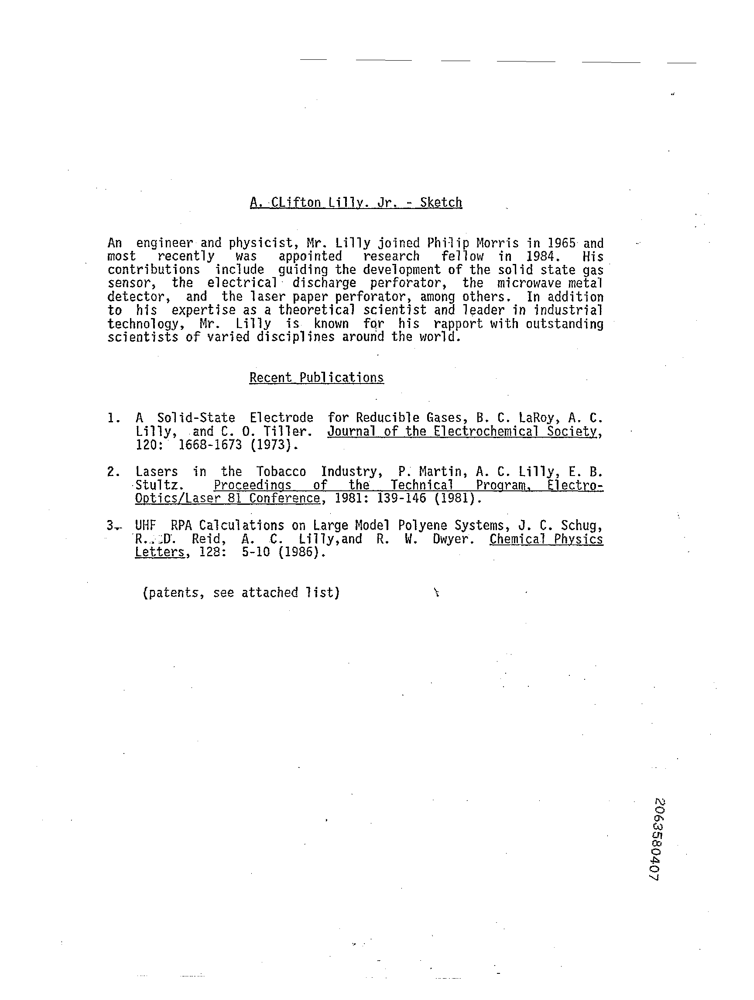 A. CLifton Lilly. Jr. - Sketch
An engineer and physicist, Mr. Lilly joined Philip Morris in 1965 and
most recently was appointed research fellow in 1984. His
contributions include guiding the development of the solid state gas
sensor, the electrical discharge perforator, the microwave metal
detector, and the laser paper perforator, among others. In addition
to his expertise as a theoretical scientist and leader in industrial
technology, Mr. Lilly is known for his rapport with outstanding
scientists of varied disciplines around the world.
Recent Publications
1. A Solid-State Electrode for Reducible Gases, B. C. LaRoy, A. C.
Lilly, and C. O. Tiller. Journal of the Electrochemical Society,
120: 1668-1673 (1973).
2. Lasers in the Tobacco Industry, P. Martin, A. C. Lilly, E. B.
Stultz. Proceedings of the Technical Program, Electro-
Optics/Laser 81 Conference, 1981: 139-146 (1981).
3. UHF RPA Calculations on Large Model Polyene Systems, J. C. Schug,
R. D. Reid, A. C. Lilly,and R. W. Dwyer. Chemical Physics
Letters, 128: 5-10 (1986).
(patents, see attached list)
2063580407